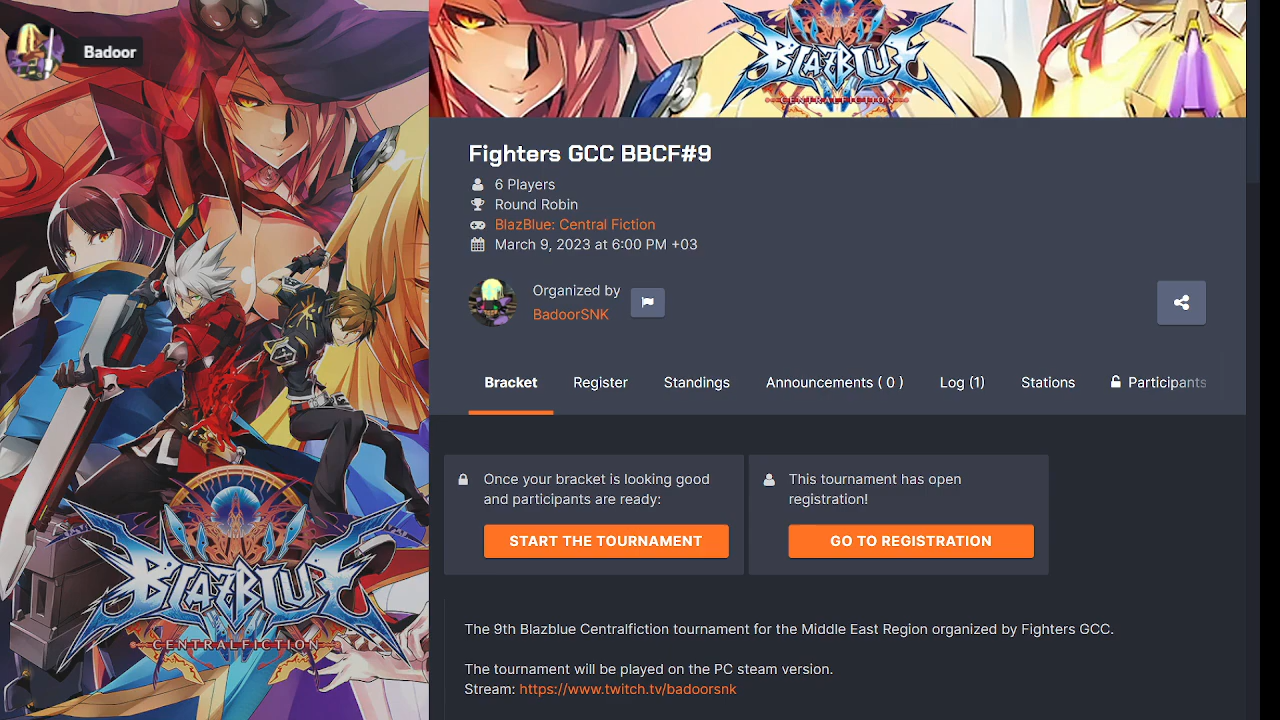 Badoor
BLAZBLUE
CENTRALFICTION
BLAZBLUE
CENTRALFICTION
Fighters GCC BBCF#9
6 Players
Round Robin
BlazBlue: Central Fiction
March 9, 2023 at 6:00 PM +03
Organized by
BadoorSNK
Bracket Register Standings Announcements ( 0 ) Log (1) Stations Participants
Once your bracket is looking good
and participants are ready:
START THE TOURNAMENT
This tournament has open
registration!
GO TO REGISTRATION
The 9th Blazblue Centralfiction tournament for the Middle East Region organized by Fighters GCC.
The tournament will be played on the PC steam version.
Stream: https://www.twitch.tv/badoorsnk